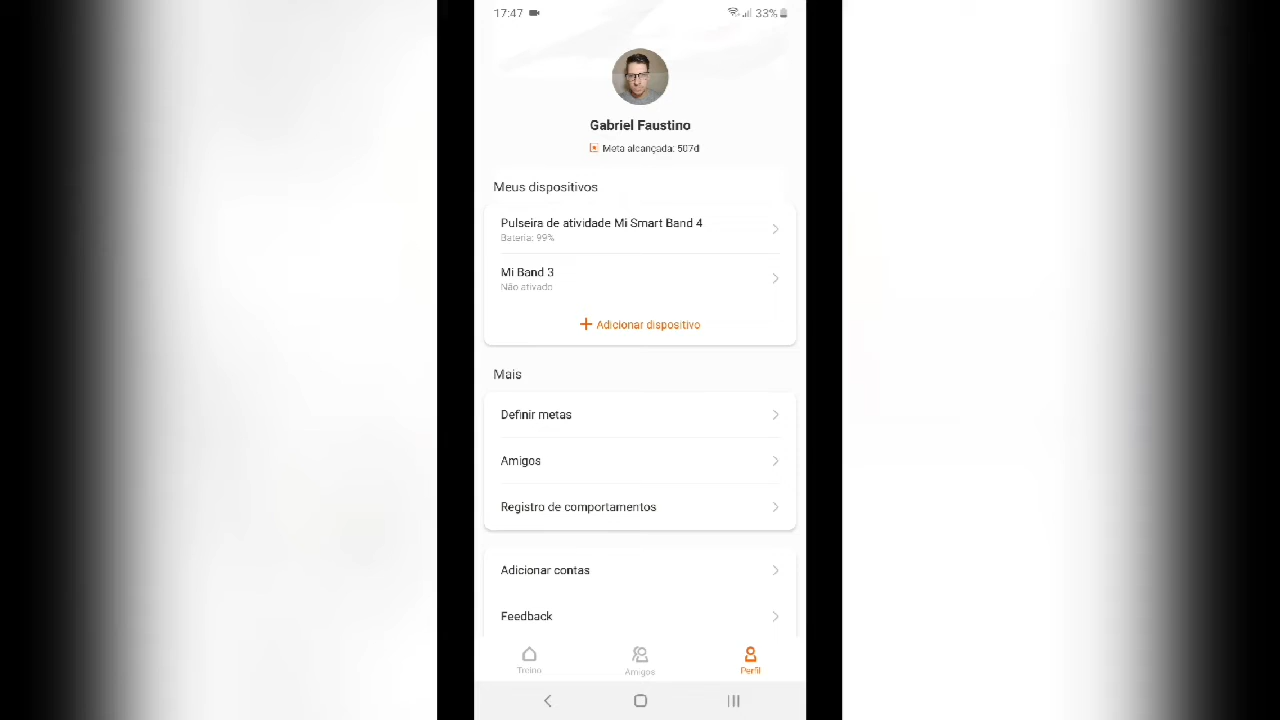 17:47 33%
Gabriel Faustino
Meta alcançada: 507d
Meus dispositivos
Pulseira de atividade Mi Smart Band 4
Bateria: 99%
Mi Band 3
Não ativado
+ Adicionar dispositivo
Mais
Definir metas
Amigos
Registro de comportamentos
Adicionar contas
Feedback
Treino Amigos Perfil